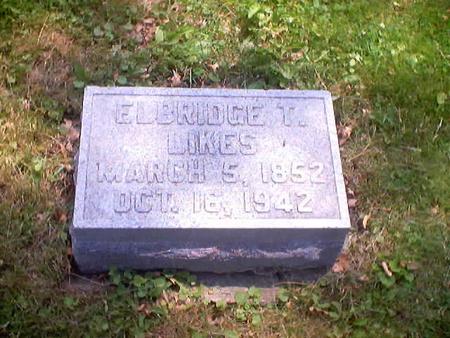 ELBRIDGE T.
LIKES
MARCH 5, 1852
OCT. 16, 1942